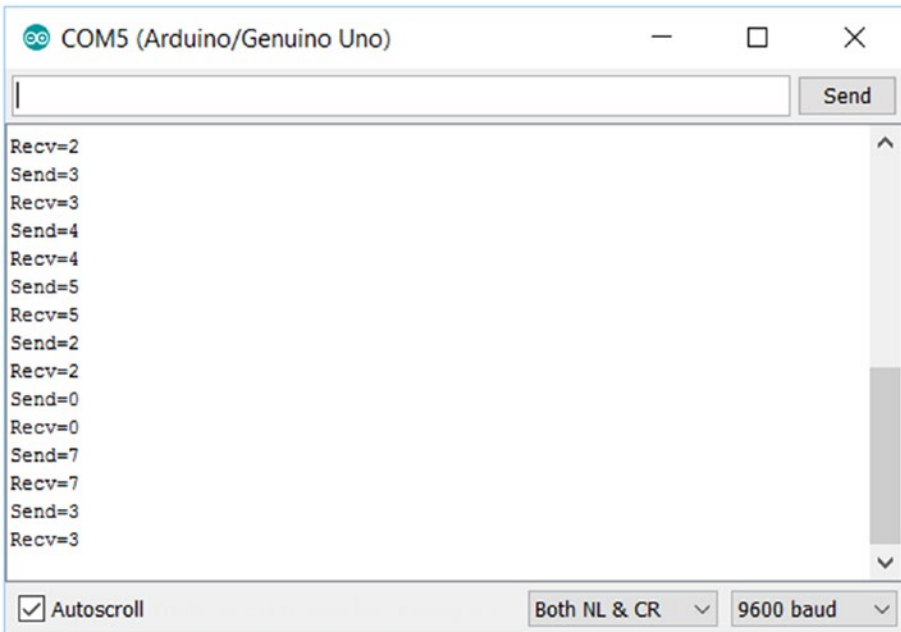 COM5 (Arduino/Genuino Uno)
Send
Recv=2
Send=3
Recv=3
Send=4
Recv=4
Send=5
Recv=5
Send=2
Recv=2
Send=0
Recv=0
Send=7
Recv=7
Send=3
Recv=3
Autoscroll Both NL & CR 9600 baud